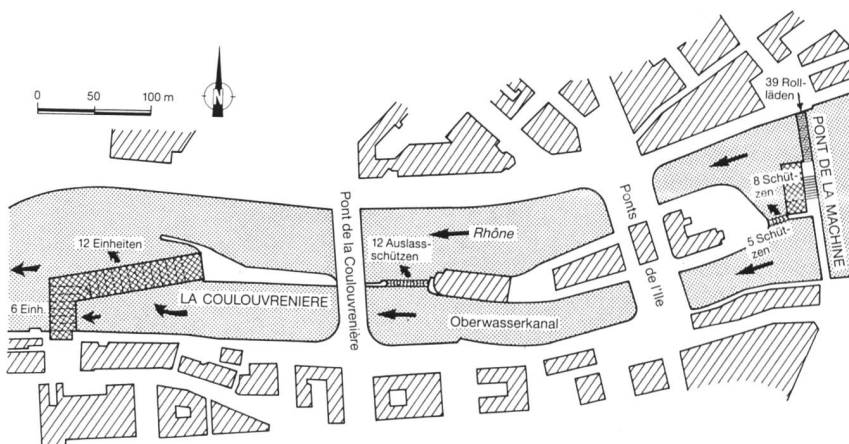 0 50 100 m
N
39 Roll-
läden
PONT DE LA MACHINE
8 Schüt-
zen
5 Schüt-
zen
Ponts
de l'Ile
Rhône
12 Auslass-
schützen
Oberwasserkanal
Pont de la Coulouvrenière
12 Einheiten
LA COULOUVRENIERE
6 Einh.